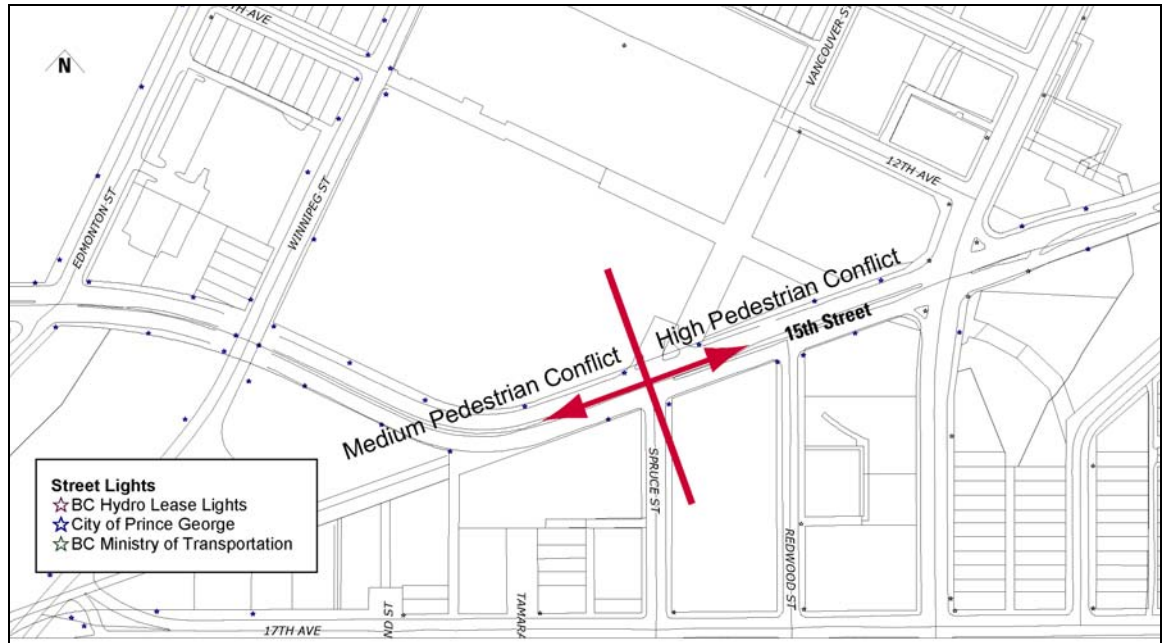 TH AVE
N
VANCOUVER ST
12TH AVE
EDMONTON ST
WINNIPEG ST
High Pedestrian Conflict
15th Street
Medium Pedestrian Conflict
Street Lights
BC Hydro Lease Lights
City of Prince George
BC Ministry of Transportation
SPRUCE ST
REDWOOD ST
TAMARA
ND ST
17TH AVE